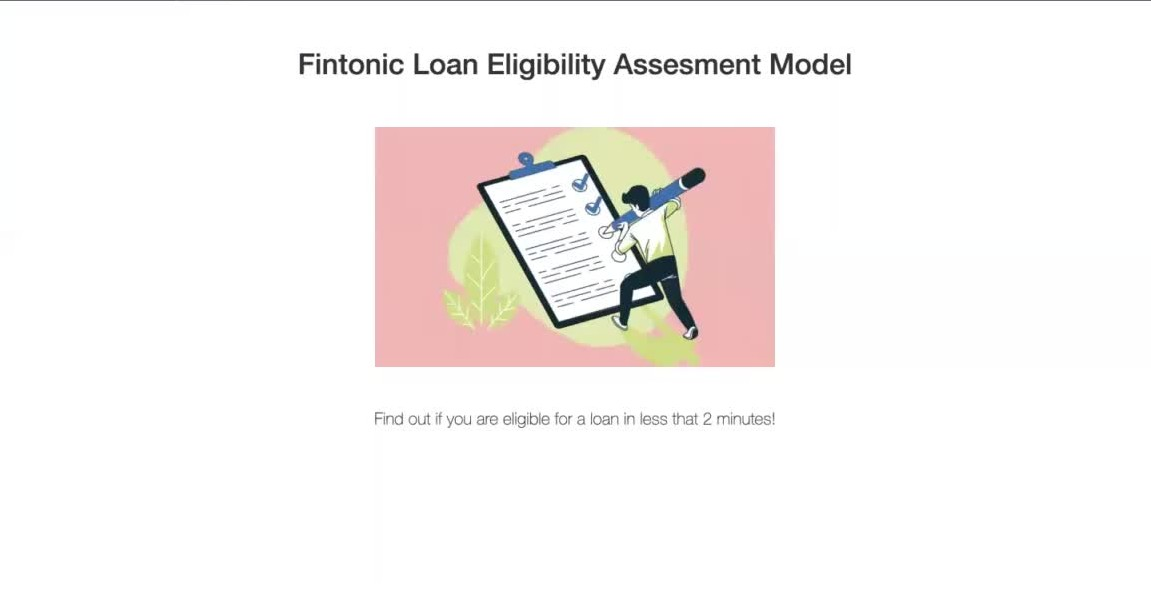 Fintonic Loan Eligibility Assesment Model
Find out if you are eligible for a loan in less that 2 minutes!